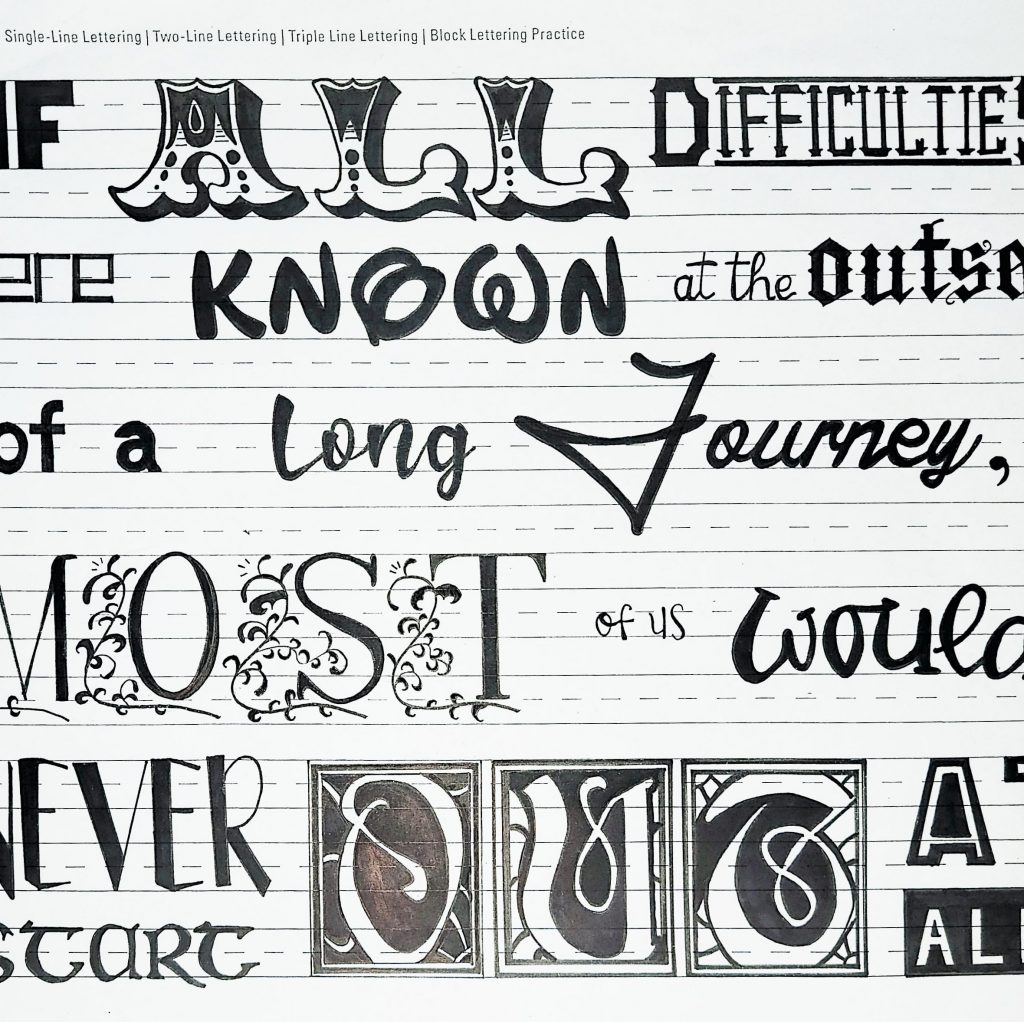 Single-Line Lettering | Two-Line Lettering | Triple Line Lettering | Block Lettering Practice
IF ALL DIFFICULTIES
ere KNOWN at the outse
of a Long Journey,
MOST of us would
NEVER OUT AT
START ALL